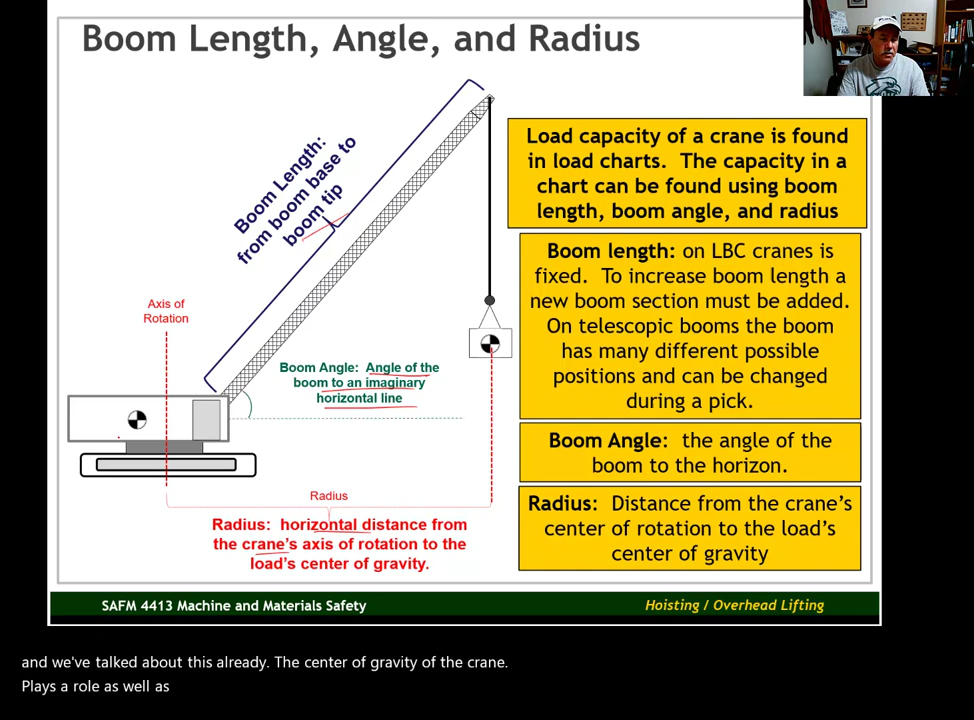 Boom Length, Angle, and Radius
Boom Length:
from boom base to
boom tip
Axis of
Rotation
Boom Angle: Angle of the
boom to an imaginary
horizontal line
Radius
Radius: horizontal distance from
the crane's axis of rotation to the
load's center of gravity.
Load capacity of a crane is found
in load charts. The capacity in a
chart can be found using boom
length, boom angle, and radius
Boom length: on LBC cranes is
fixed. To increase boom length a
new boom section must be added.
On telescopic booms the boom
has many different possible
positions and can be changed
during a pick.
Boom Angle: the angle of the
boom to the horizon.
Radius: Distance from the crane's
center of rotation to the load's
center of gravity
SAFM 4413 Machine and Materials Safety
Hoisting / Overhead Lifting
and we've talked about this already. The center of gravity of the crane.
Plays a role as well as